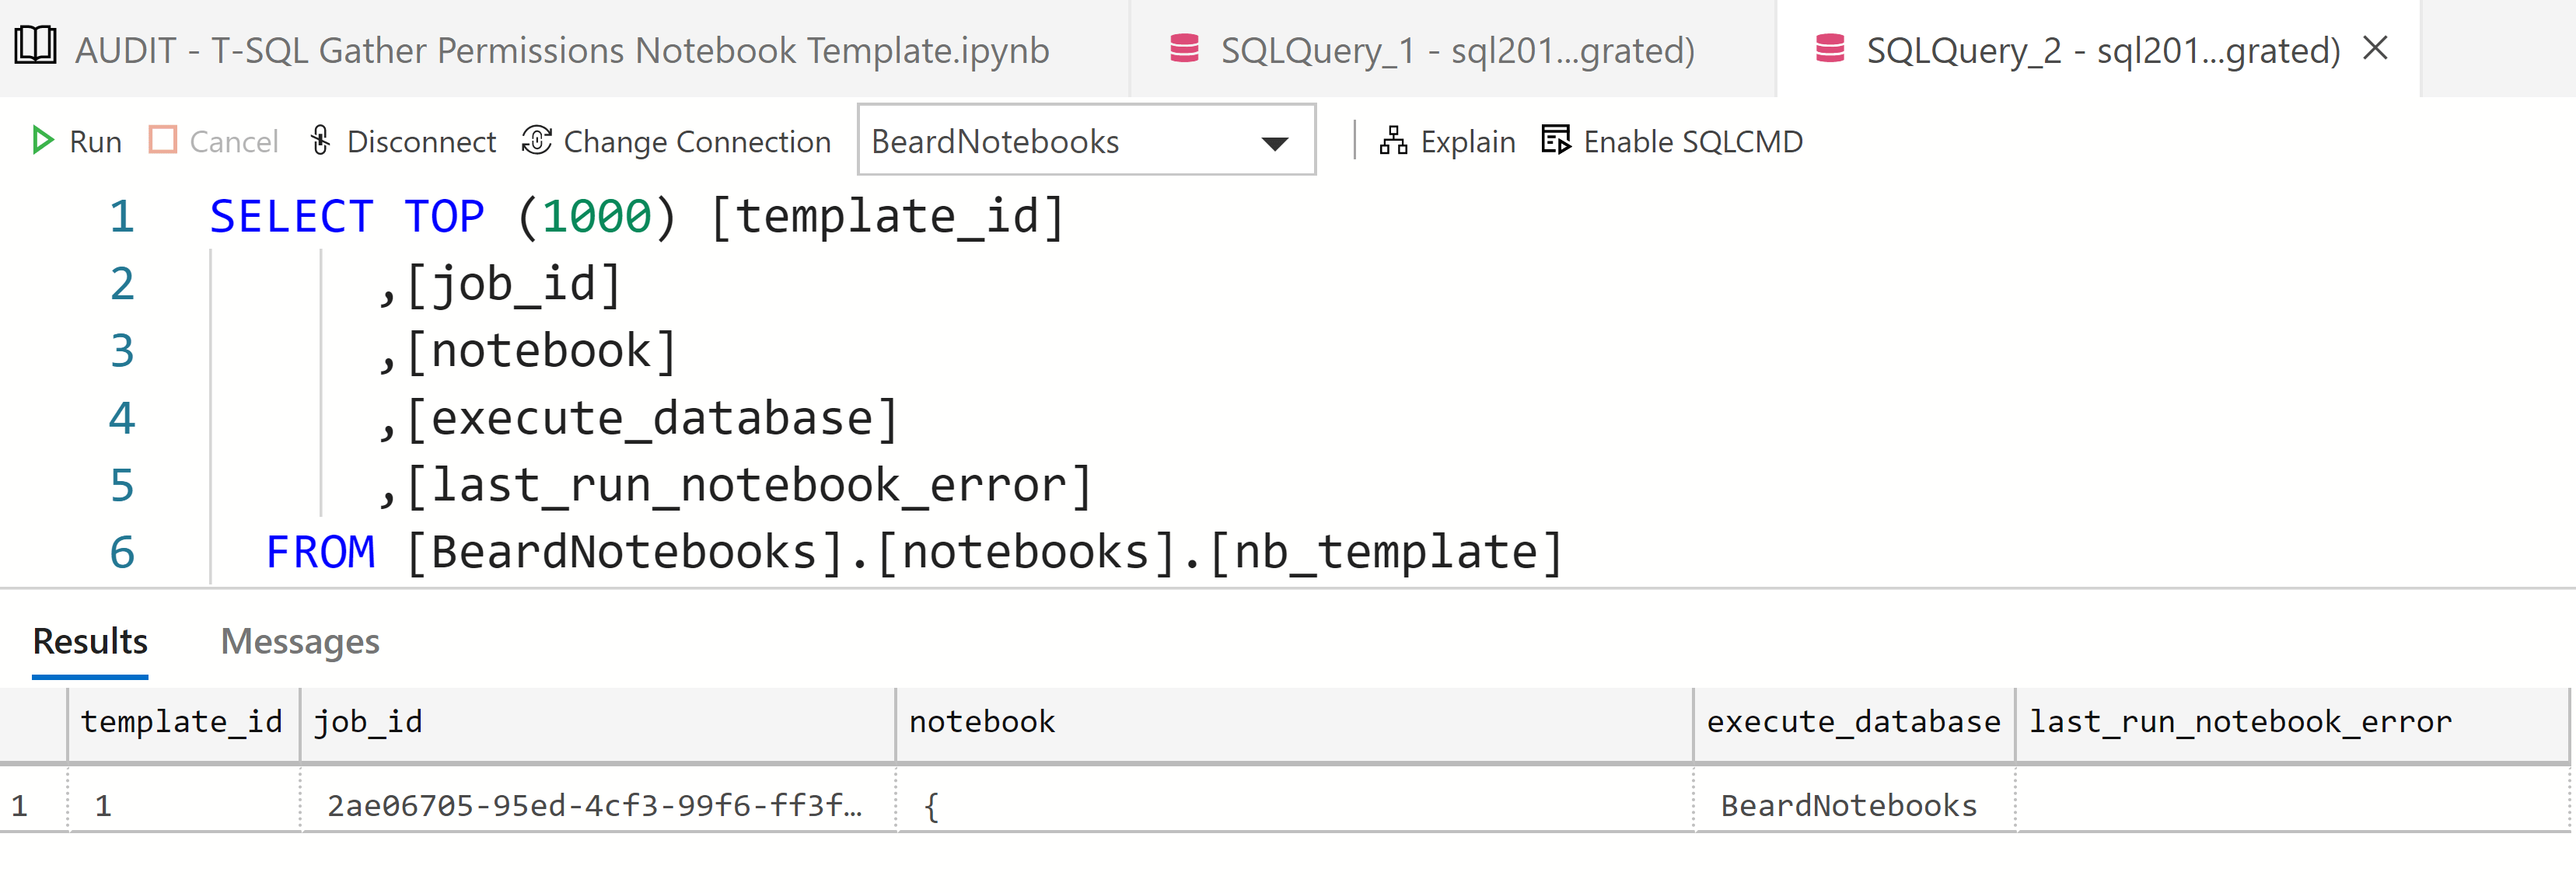 AUDIT - T-SQL Gather Permissions Notebook Template.ipynb SQLQuery_1 - sql201...grated) SQLQuery_2 - sql201...grated)
Run Cancel Disconnect Change Connection BeardNotebooks Explain Enable SQLCMD
1 SELECT TOP (1000) [template_id]
2 ,[job_id]
3 ,[notebook]
4 ,[execute_database]
5 ,[last_run_notebook_error]
6 FROM [BeardNotebooks].[notebooks].[nb_template]
Results Messages
template_id job_id notebook execute_database last_run_notebook_error
1 1 2ae06705-95ed-4cf3-99f6-ff3f... { BeardNotebooks